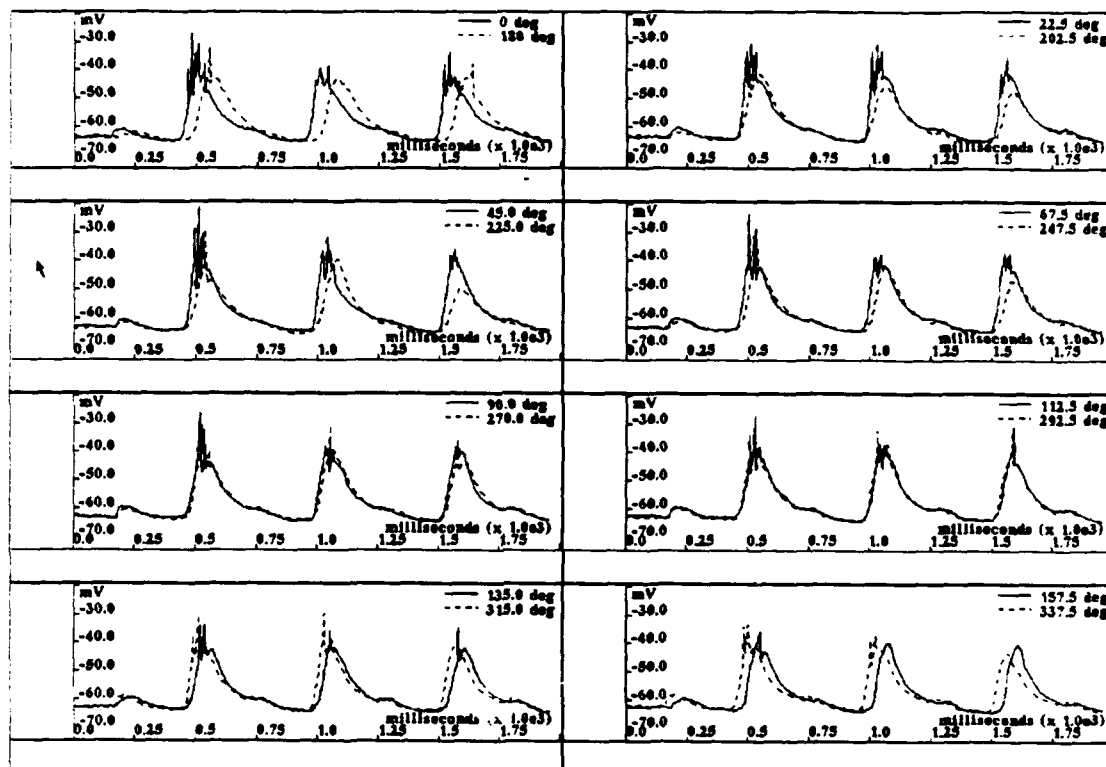 mV
-30.0
-40.0
-50.0
-60.0
-70.0
0 deg
180 deg
milliseconds (x 1.0e3)
0.0 0.25 0.5 0.75 1.0 1.25 1.5 1.75
mV
-30.0
-40.0
-50.0
-60.0
-70.0
22.5 deg
202.5 deg
milliseconds (x 1.0e3)
0.0 0.25 0.5 0.75 1.0 1.25 1.5 1.75
mV
-30.0
-40.0
-50.0
-60.0
-70.0
45.0 deg
225.0 deg
milliseconds (x 1.0e3)
0.0 0.25 0.5 0.75 1.0 1.25 1.5 1.75
mV
-30.0
-40.0
-50.0
-60.0
-70.0
67.5 deg
247.5 deg
milliseconds (x 1.0e3)
0.0 0.25 0.5 0.75 1.0 1.25 1.5 1.75
mV
-30.0
-40.0
-50.0
-60.0
-70.0
90.0 deg
270.0 deg
milliseconds (x 1.0e3)
0.0 0.25 0.5 0.75 1.0 1.25 1.5 1.75
mV
-30.0
-40.0
-50.0
-60.0
-70.0
112.5 deg
292.5 deg
milliseconds (x 1.0e3)
0.0 0.25 0.5 0.75 1.0 1.25 1.5 1.75
mV
-30.0
-40.0
-50.0
-60.0
-70.0
135.0 deg
315.0 deg
milliseconds (x 1.0e3)
0.0 0.25 0.5 0.75 1.0 1.25 1.5 1.75
mV
-30.0
-40.0
-50.0
-60.0
-70.0
157.5 deg
337.5 deg
milliseconds (x 1.0e3)
0.0 0.25 0.5 0.75 1.0 1.25 1.5 1.75